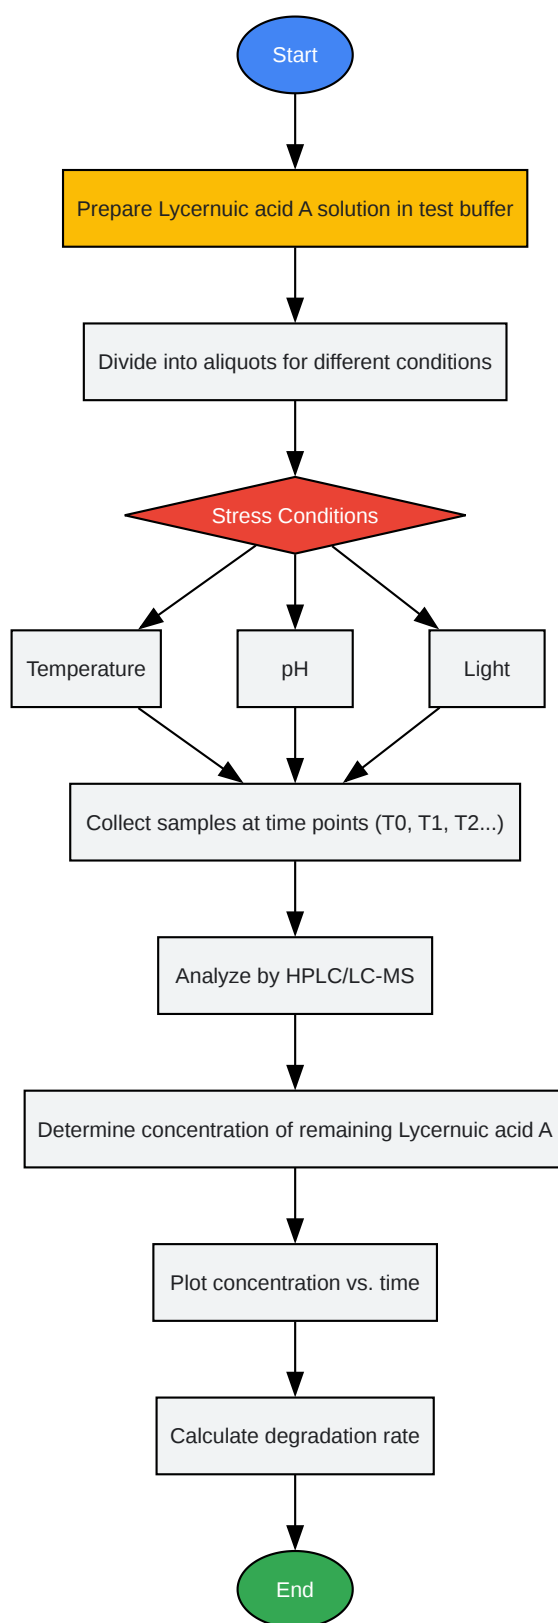 Start
Prepare Lycernuic acid A solution in test buffer
Divide into aliquots for different conditions
Stress Conditions
Temperature
pH
Light
Collect samples at time points (T0, T1, T2...)
Analyze by HPLC/LC-MS
Determine concentration of remaining Lycernuic acid A
Plot concentration vs. time
Calculate degradation rate
End